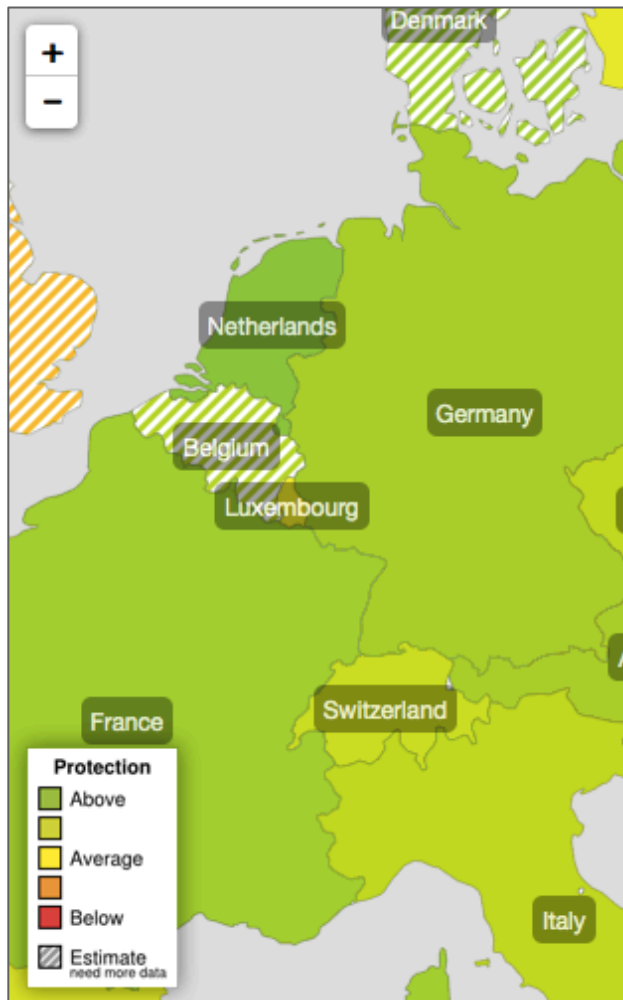 Denmark
+
−
Netherlands
Germany
Belgium
Luxembourg
Switzerland
France
Protection
Above
Average
Below
Estimate
need more data
Italy